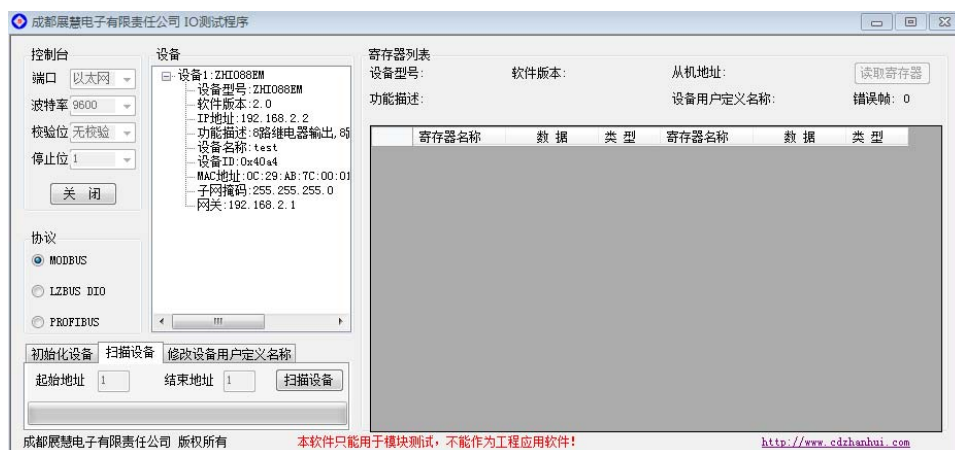 成都展慧电子有限责任公司 IO测试程序
控制台
端口 以太网
波特率 9600
校验位 无校验
停止位 1
关 闭
协议
MODBUS
LZBUS DIO
PROFIBUS
设备
设备1:ZHIO88EM
设备型号:ZHIO88EM
软件版本:2.0
IP地址:192.168.2.2
功能描述:8路继电器输出,8
设备名称:test
设备ID:0x40a4
MAC地址:0C:29:AB:7C:00:01
子网掩码:255.255.255.0
网关:192.168.2.1
寄存器列表
设备型号: 软件版本: 从机地址: 读取寄存器
功能描述: 设备用户定义名称: 错误帧: 0
寄存器名称 数 据 类 型 寄存器名称 数 据 类 型
初始化设备 扫描设备 修改设备用户定义名称
起始地址 1 结束地址 1 扫描设备
成都展慧电子有限责任公司 版权所有 本软件只能用于模块测试，不能作为工程应用软件! http://www.cdzhanhui.com